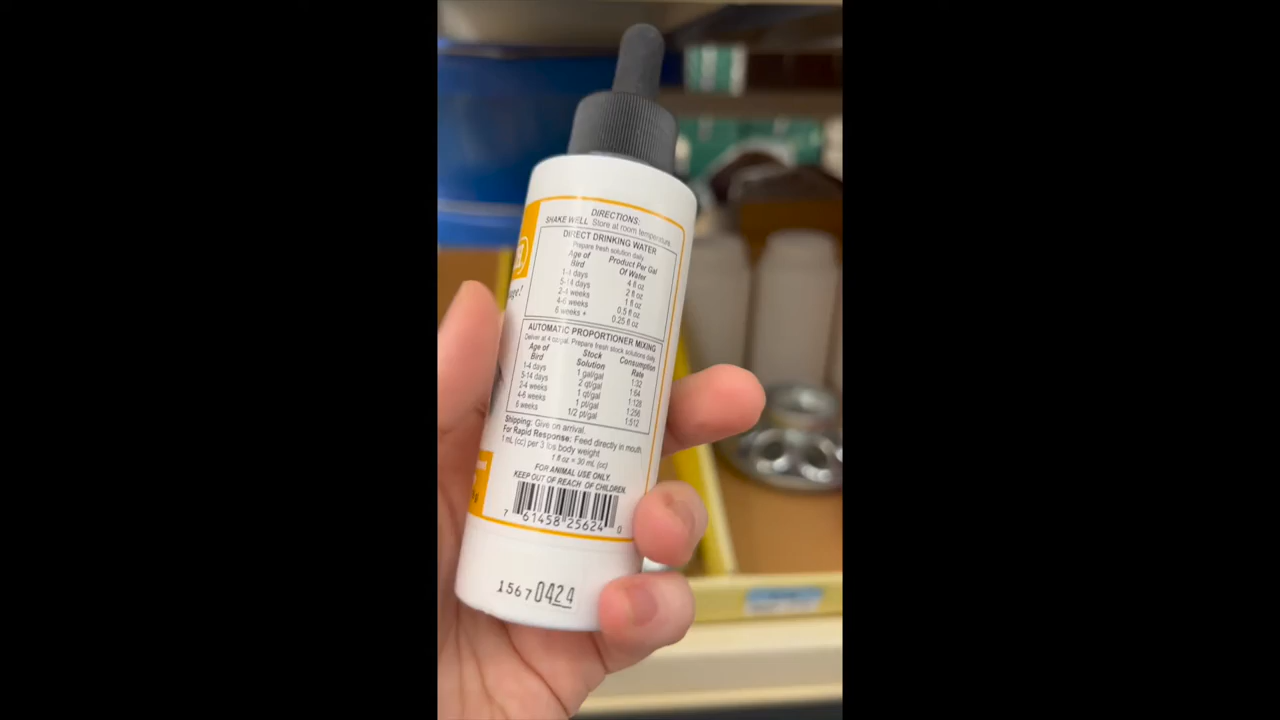 DIRECTIONS:
SHAKE WELL Store at room temperature.
DIRECT DRINKING WATER
Prepare fresh solution daily.
Age of Bird Product Per Gal Of Water
1-4 days 4 fl oz
5-14 days 2 fl oz
2-4 weeks 1 fl oz
4-6 weeks 0.5 fl oz
6 weeks + 0.25 fl oz
AUTOMATIC PROPORTIONER MIXING
Deliver at 4 oz/gal. Prepare fresh stock solutions daily.
Age of Bird Stock Solution Consumption Rate
1-4 days 1 gal/gal 1:32
5-14 days 2 qt/gal 1:64
2-4 weeks 1 qt/gal 1:128
4-6 weeks 1 pt/gal 1:256
6 weeks 1/2 pt/gal 1:512
Shipping: Give on arrival.
For Rapid Response: Feed directly in mouth
1 mL (cc) per 3 lbs body weight
1 fl oz = 30 mL (cc)
FOR ANIMAL USE ONLY.
KEEP OUT OF REACH OF CHILDREN.
7 61458 25624 0
1567 0424